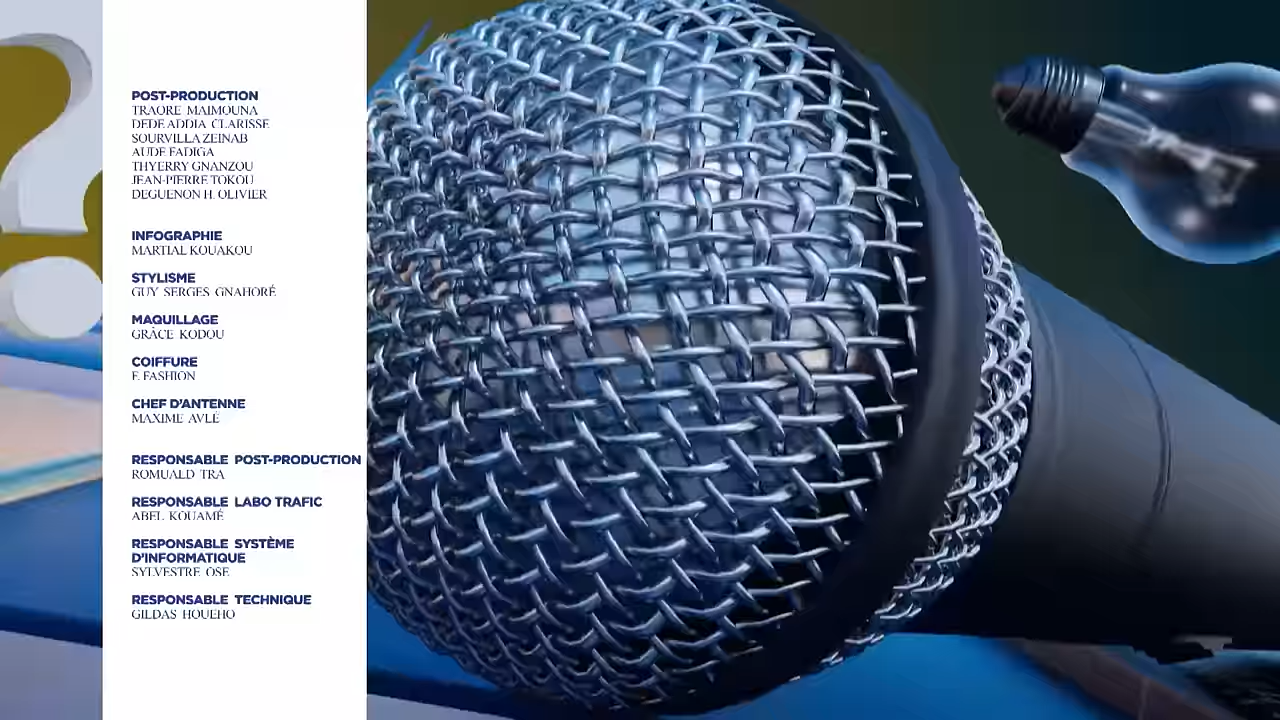 POST-PRODUCTION
TRAORE MAIMOUNA
DEDE ADDIA CLARISSE
SOURVILLA ZEINAB
AUDE FADIGA
THYERRY GNANZOU
JEAN-PIERRE TOKOU
DEGUENON H. OLIVIER
INFOGRAPHIE
MARTIAL KOUAKOU
STYLISME
GUY SERGES GNAHORÉ
MAQUILLAGE
GRÂCE KODOU
COIFFURE
F. FASHION
CHEF D'ANTENNE
MAXIME AVLÉ
RESPONSABLE POST-PRODUCTION
ROMUALD TRA
RESPONSABLE LABO TRAFIC
ABEL KOUAMÉ
RESPONSABLE SYSTÈME
D'INFORMATIQUE
SYLVESTRE OSE
RESPONSABLE TECHNIQUE
GILDAS HOUEHO